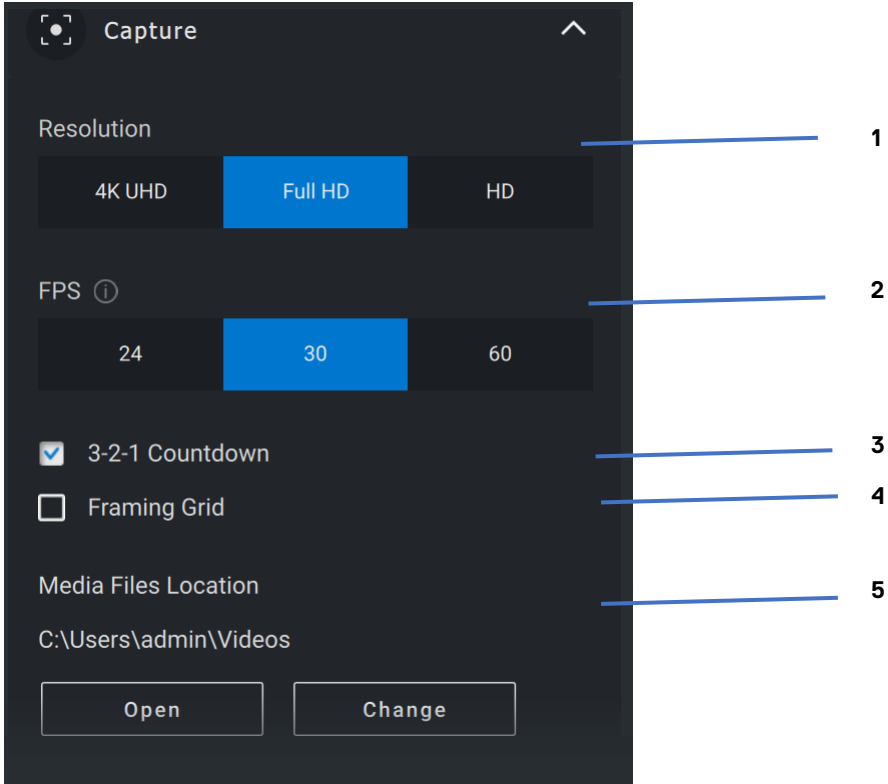 Capture
Resolution 1
4K UHD Full HD HD
FPS 2
24 30 60
3-2-1 Countdown 3
Framing Grid 4
Media Files Location 5
C:\Users\admin\Videos
Open Change